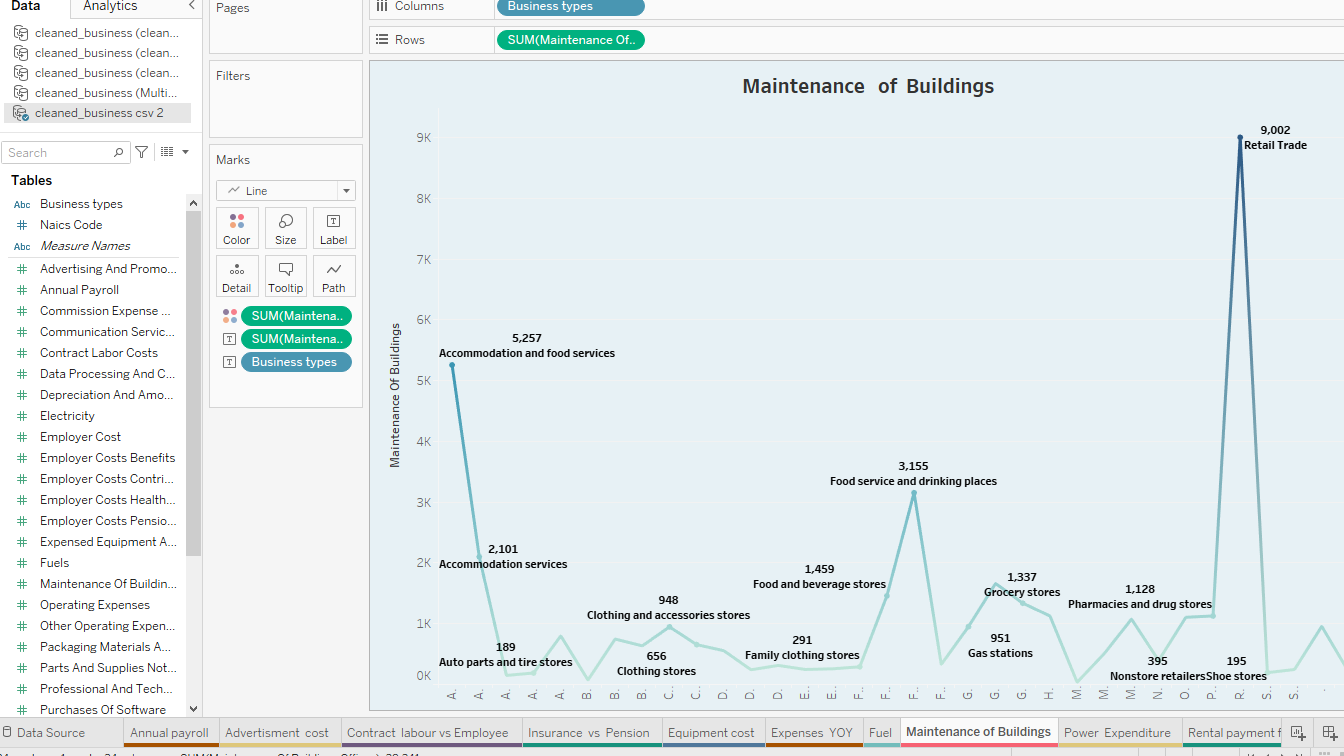 Data
Analytics
cleaned_business (clean...
cleaned_business (clean...
cleaned_business (clean...
cleaned_business (Multi...
cleaned_business csv 2
Search
Tables
Abc Business types
# Naics Code
Abc Measure Names
# Advertising And Promo...
# Annual Payroll
# Commission Expense ...
# Communication Servic...
# Contract Labor Costs
# Data Processing And C...
# Depreciation And Amo...
# Electricity
# Employer Cost
# Employer Costs Benefits
# Employer Costs Contri...
# Employer Costs Health...
# Employer Costs Pensio...
# Expensed Equipment A...
# Fuels
# Maintenance Of Buildin...
# Operating Expenses
# Other Operating Expen...
# Packaging Materials A...
# Parts And Supplies Not...
# Professional And Tech...
# Purchases Of Software
Pages
Filters
Marks
Line
Color Size Label
Detail Tooltip Path
SUM(Maintena..
SUM(Maintena..
Business types
Columns Business types
Rows SUM(Maintenance Of..
Maintenance of Buildings
Maintenance Of Buildings
9K
8K
7K
6K
5K
4K
3K
2K
1K
0K
9,002
Retail Trade
5,257
Accommodation and food services
3,155
Food service and drinking places
2,101
Accommodation services
1,459
Food and beverage stores
1,337
Grocery stores
1,128
Pharmacies and drug stores
948
Clothing and accessories stores
291
Family clothing stores
951
Gas stations
189
Auto parts and tire stores
656
Clothing stores
395
Nonstore retailers
195
Shoe stores
A.. A.. A.. A.. A.. B.. B.. B.. C.. C.. D.. D.. D.. E.. E.. F.. F.. F.. F.. G.. G.. G.. H.. M.. M.. M.. N.. O.. P.. R.. S.. S..
Data Source Annual payroll Advertisment cost Contract labour vs Employee Insurance vs Pension Equipment cost Expenses YOY Fuel Maintenance of Buildings Power Expenditure Rental payment f